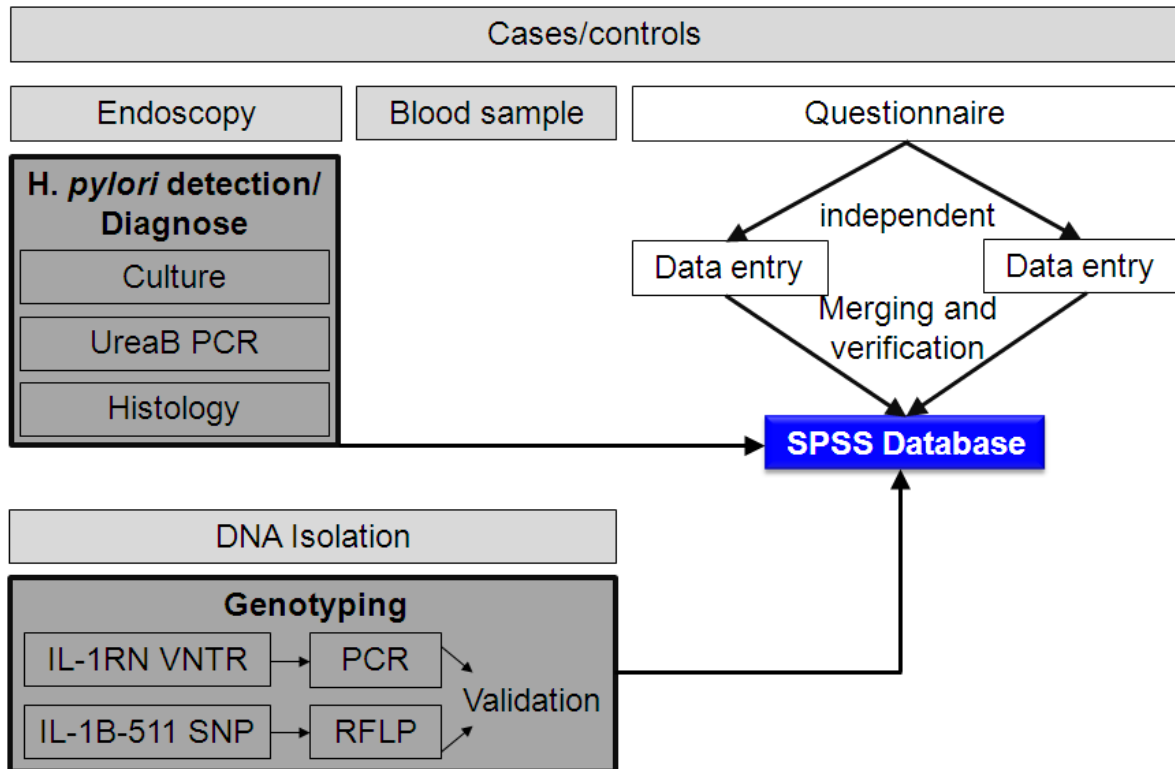 Cases/controls
Endoscopy
Blood sample
Questionnaire
H. pylori detection/
Diagnose
Culture
UreaB PCR
Histology
independent
Data entry
Data entry
Merging and
verification
SPSS Database
DNA Isolation
Genotyping
IL-1RN VNTR
PCR
IL-1B-511 SNP
RFLP
Validation